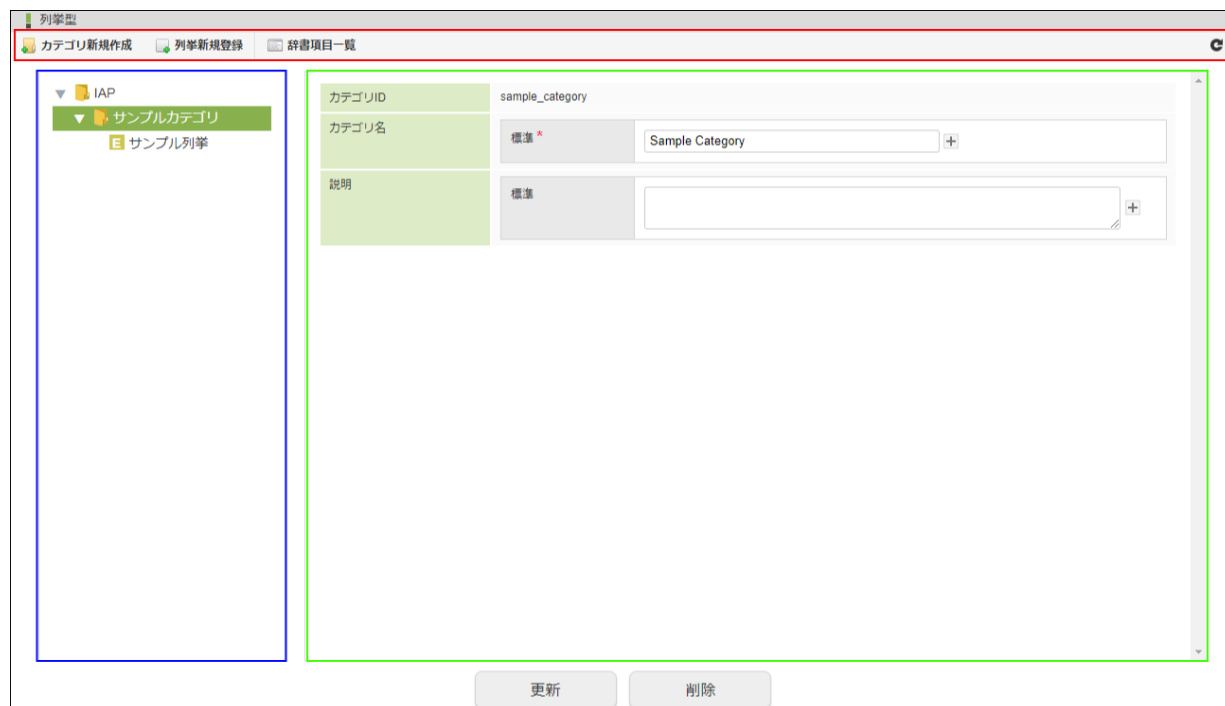 列挙型
カテゴリ新規作成 列挙新規登録 辞書項目一覧
IAP
サンプルカテゴリ
E サンプル列挙
カテゴリID sample_category
カテゴリ名 標準 * Sample Category
説明 標準
更新 削除